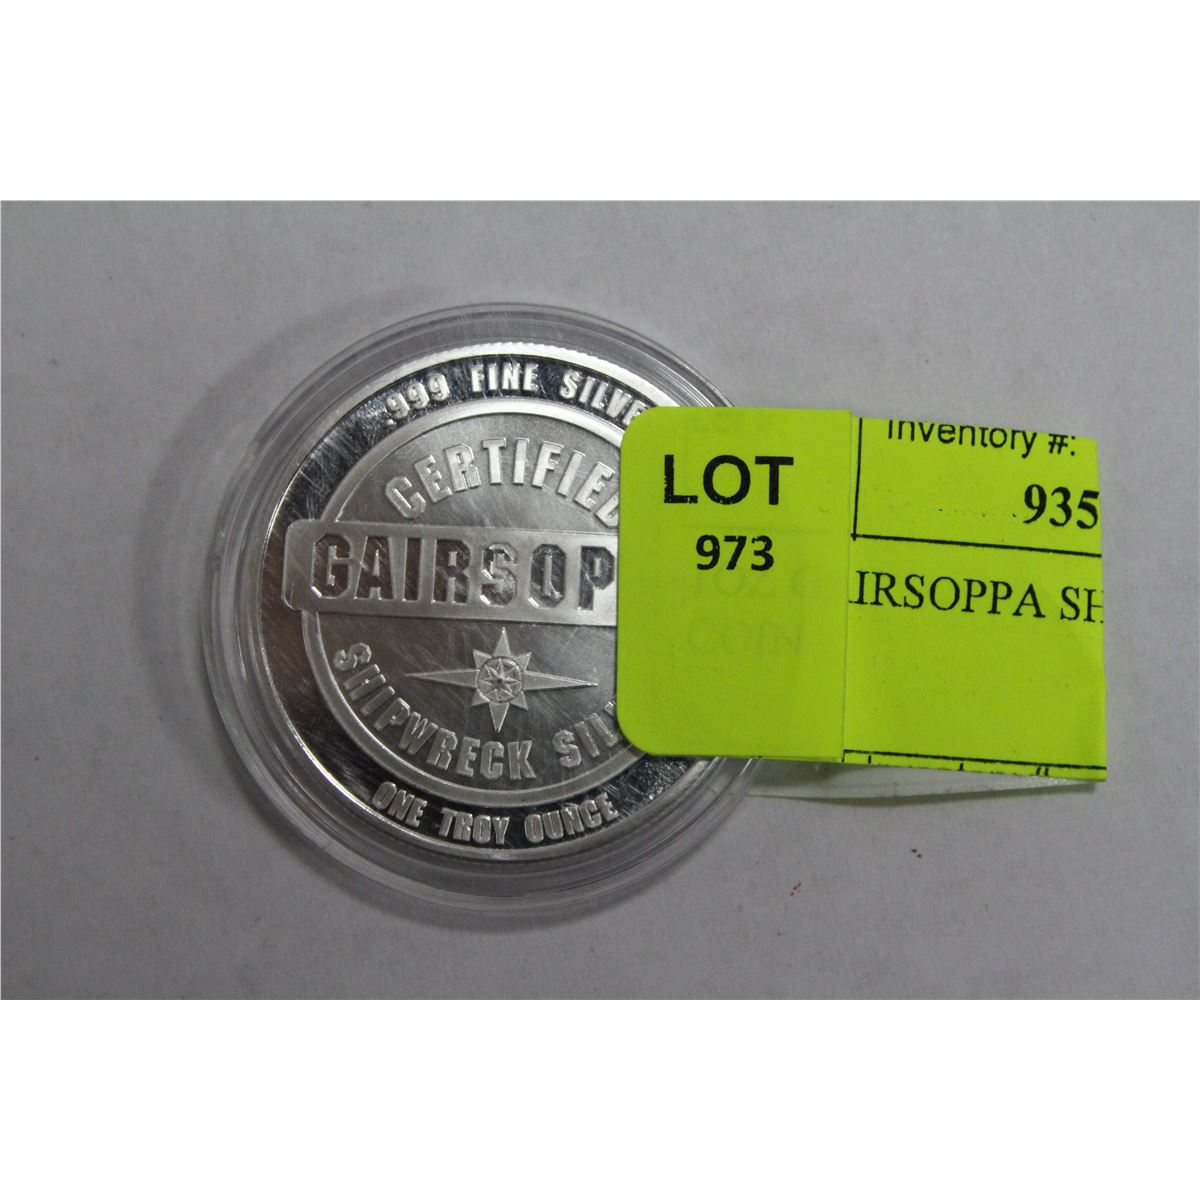 .999 FINE SILVE
CERTIFIED
GAIRSOP
SHIPWRECK SIL
ONE TROY OUNCE
LOT
973
Inventory #:
935
IRSOPPA SH
COIN